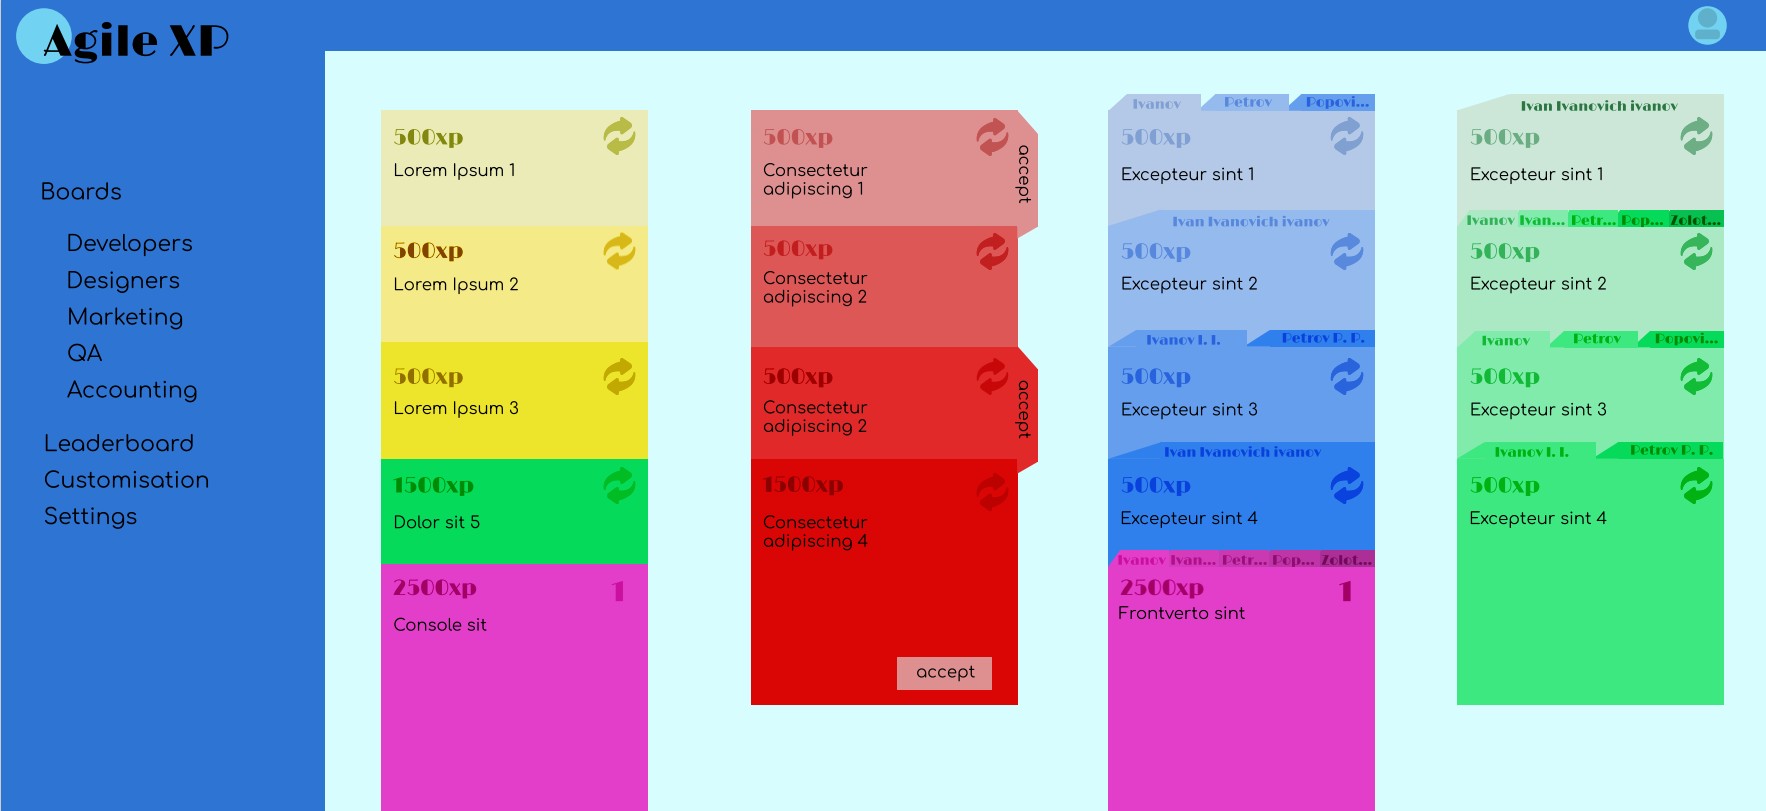 Agile XP
Boards
Developers
Designers
Marketing
QA
Accounting
Leaderboard
Customisation
Settings
500xp
Lorem Ipsum 1
500xp
Lorem Ipsum 2
500xp
Lorem Ipsum 3
1500xp
Dolor sit 5
2500xp
1
Console sit
500xp
Consectetur
adipiscing 1
accept
500xp
Consectetur
adipiscing 2
500xp
Consectetur
adipiscing 2
accept
1500xp
Consectetur
adipiscing 4
accept
Ivanov Petrov Popovi...
500xp
Excepteur sint 1
Ivan Ivanovich ivanov
500xp
Excepteur sint 2
Ivanov I. I. Petrov P. P.
500xp
Excepteur sint 3
Ivan Ivanovich ivanov
500xp
Excepteur sint 4
Ivanov Ivan... Petr... Pop... Zolot...
2500xp
1
Frontverto sint
Ivan Ivanovich ivanov
500xp
Excepteur sint 1
Ivanov Ivan... Petr... Pop... Zolot...
500xp
Excepteur sint 2
Ivanov Petrov Popovi...
500xp
Excepteur sint 3
Ivanov I. I. Petrov P. P.
500xp
Excepteur sint 4